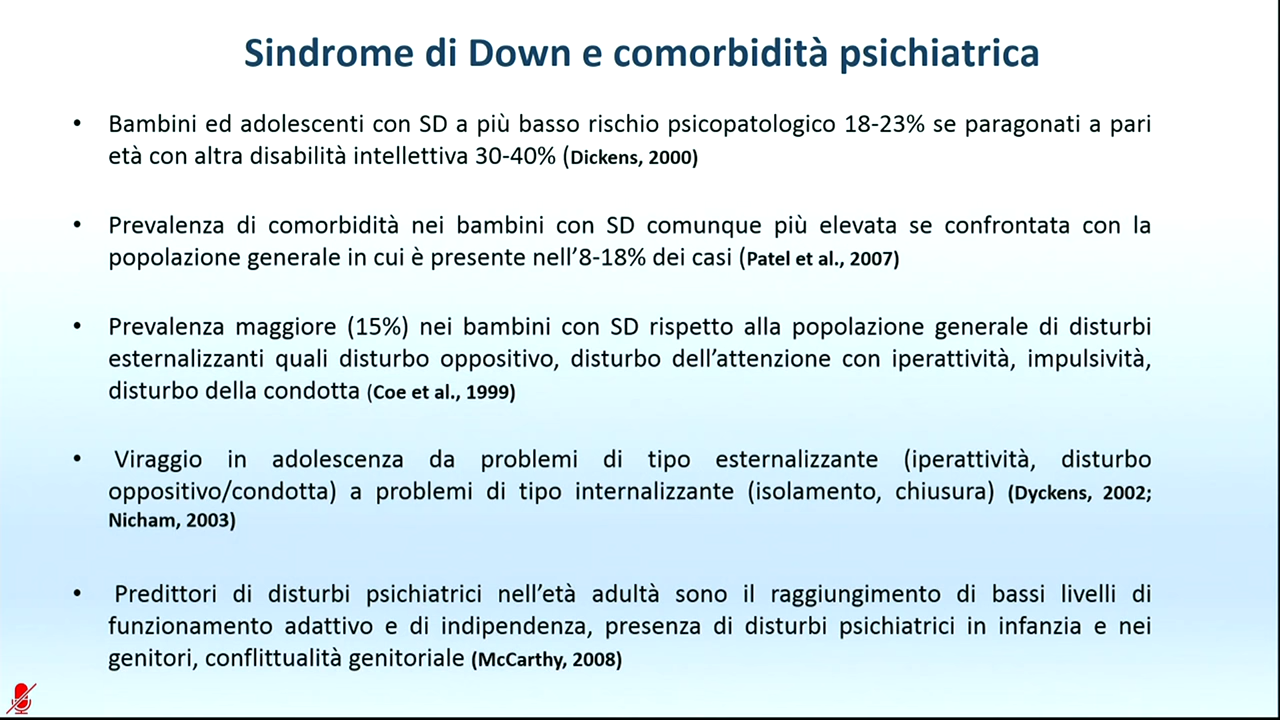 Sindrome di Down e comorbidità psichiatrica
• Bambini ed adolescenti con SD a più basso rischio psicopatologico 18-23% se paragonati a pari
età con altra disabilità intellettiva 30-40% (Dickens, 2000)
• Prevalenza di comorbidità nei bambini con SD comunque più elevata se confrontata con la
popolazione generale in cui è presente nell’8-18% dei casi (Patel et al., 2007)
• Prevalenza maggiore (15%) nei bambini con SD rispetto alla popolazione generale di disturbi
esternalizzanti quali disturbo oppositivo, disturbo dell’attenzione con iperattività, impulsività,
disturbo della condotta (Coe et al., 1999)
• Viraggio in adolescenza da problemi di tipo esternalizzante (iperattività, disturbo
oppositivo/condotta) a problemi di tipo internalizzante (isolamento, chiusura) (Dyckens, 2002;
Nicham, 2003)
• Predittori di disturbi psichiatrici nell’età adultà sono il raggiungimento di bassi livelli di
funzionamento adattivo e di indipendenza, presenza di disturbi psichiatrici in infanzia e nei
genitori, conflittualità genitoriale (McCarthy, 2008)